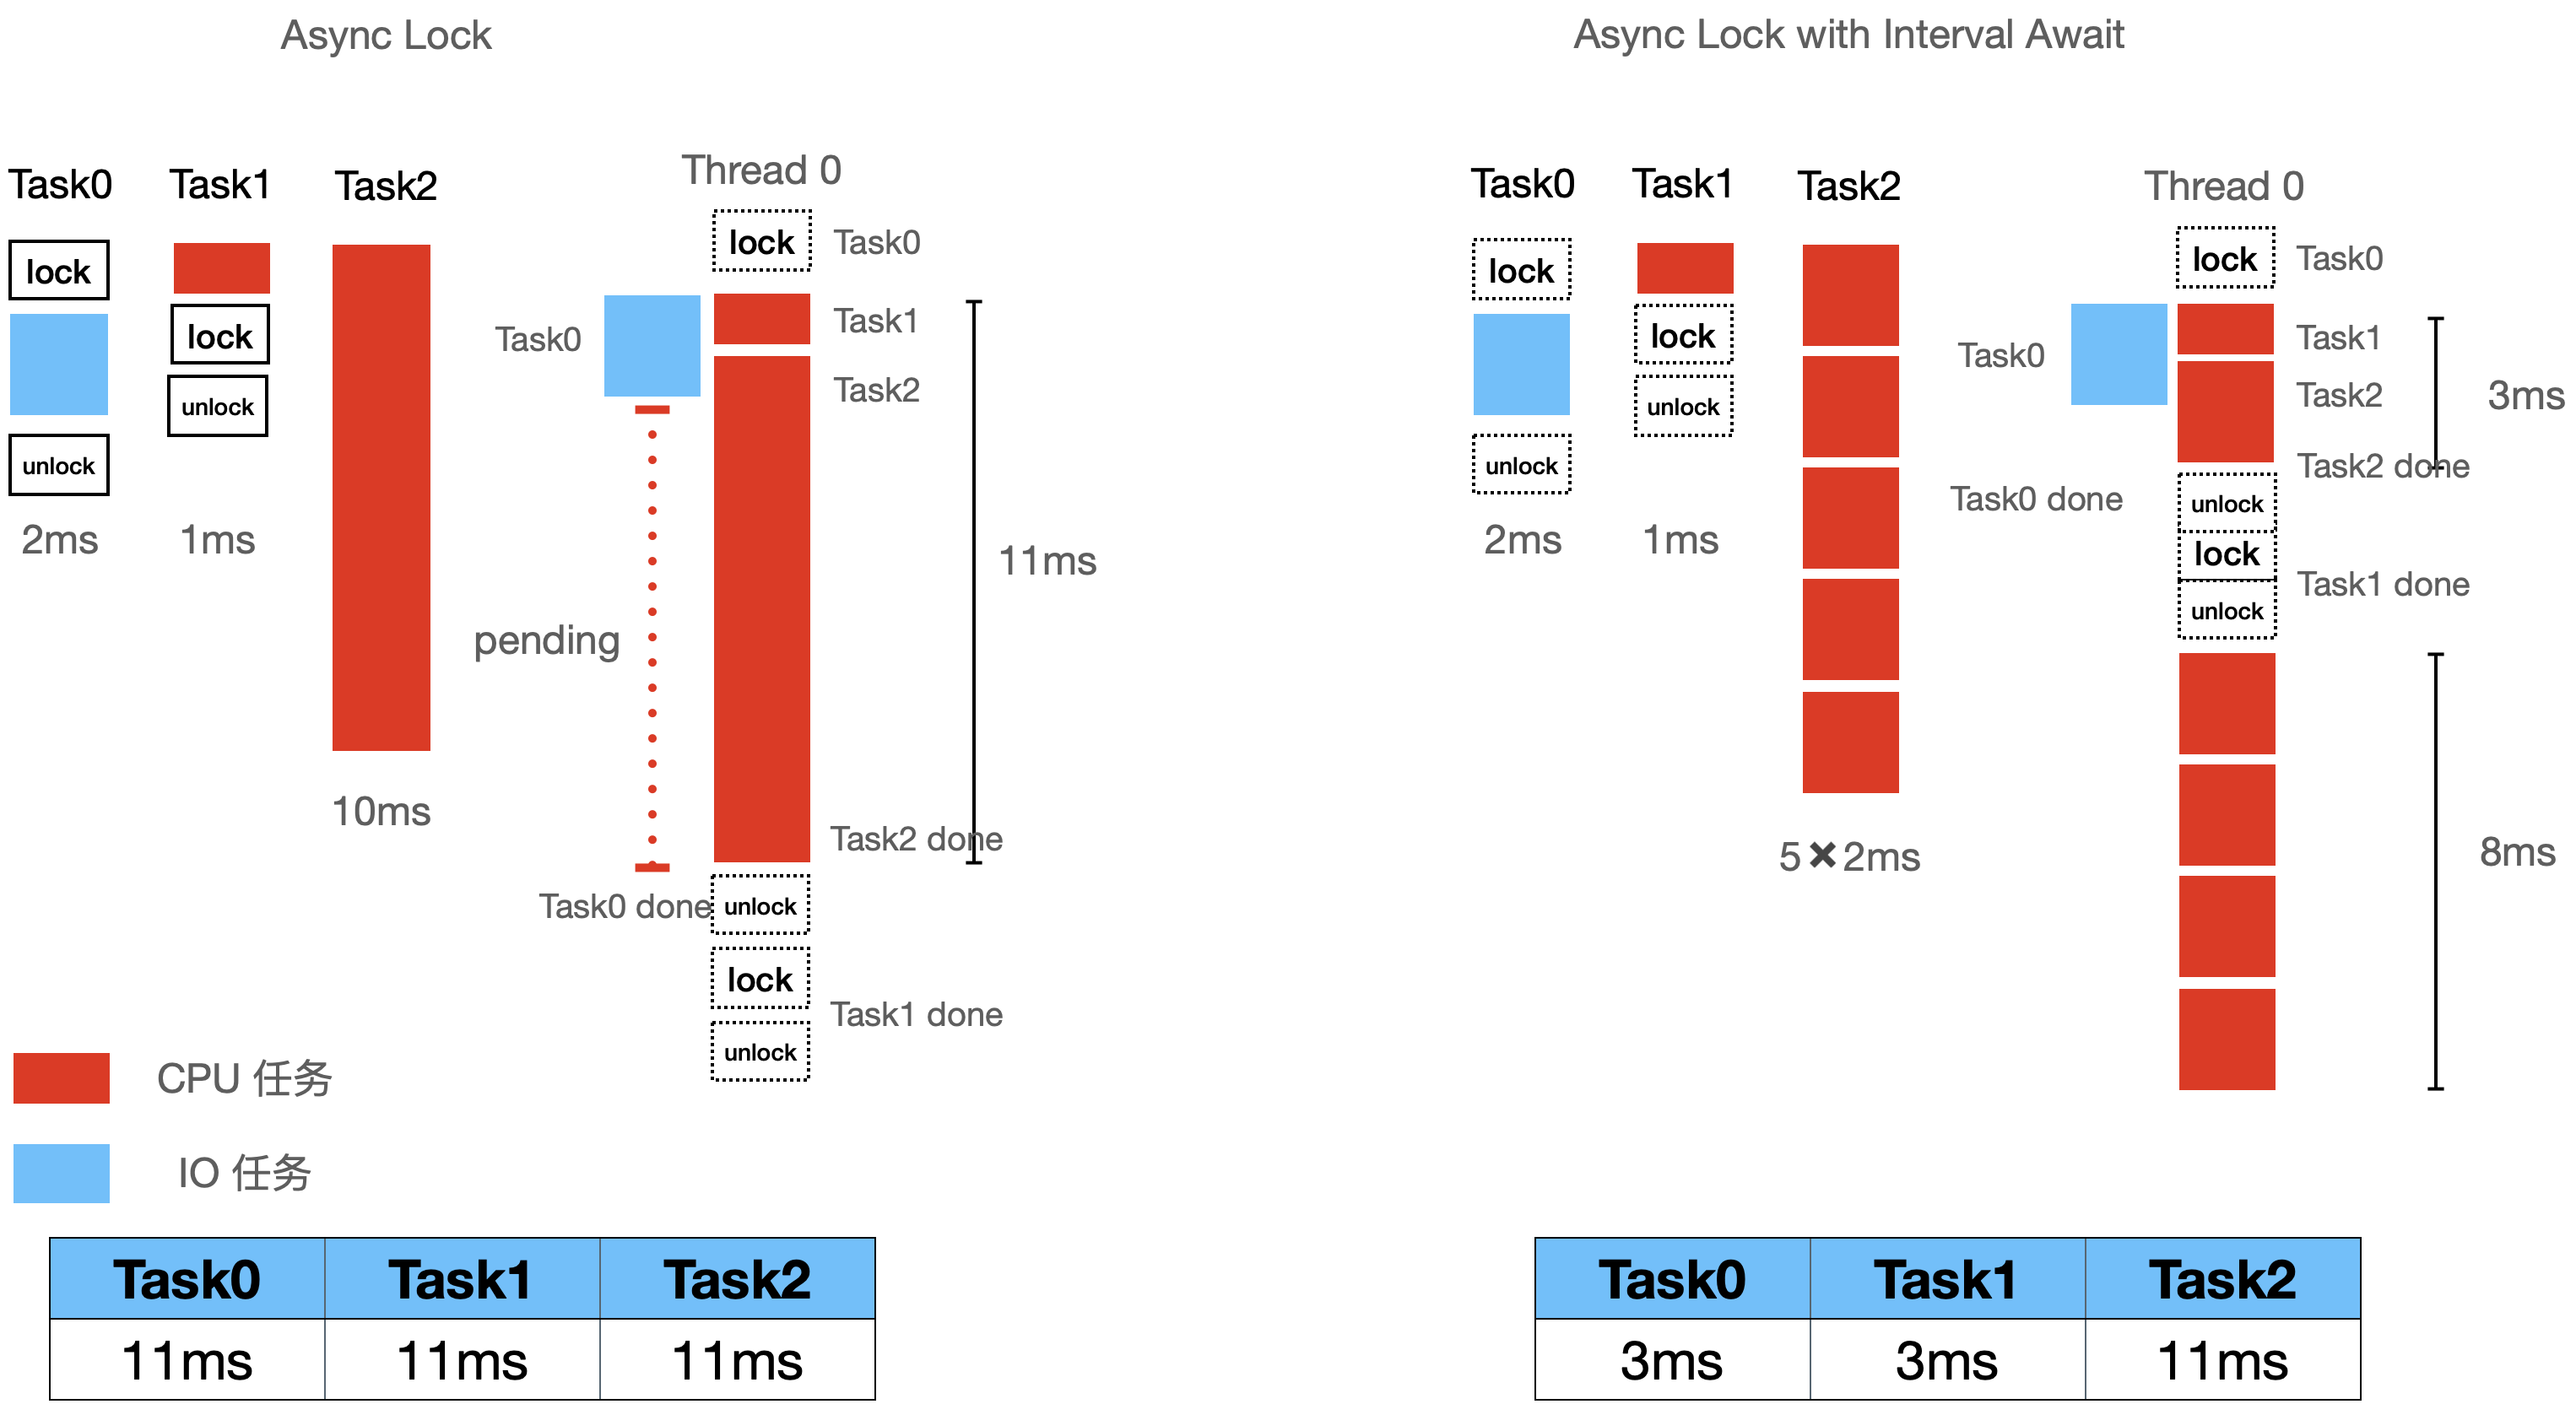 Async Lock
Task0
Task1
Task2
Thread 0
lock
lock
unlock
unlock
2ms
1ms
10ms
lock
Task0
Task0
Task1
Task2
pending
11ms
Task2 done
Task0 done
unlock
lock
Task1 done
unlock
CPU 任务
IO 任务
Task0 Task1 Task2
11ms 11ms 11ms
Async Lock with Interval Await
Task0
Task1
Task2
Thread 0
lock
lock
unlock
unlock
2ms
1ms
5 ✖ 2ms
lock
Task0
Task0
Task1
Task2
3ms
Task2 done
Task0 done
unlock
lock
Task1 done
unlock
8ms
Task0 Task1 Task2
3ms 3ms 11ms